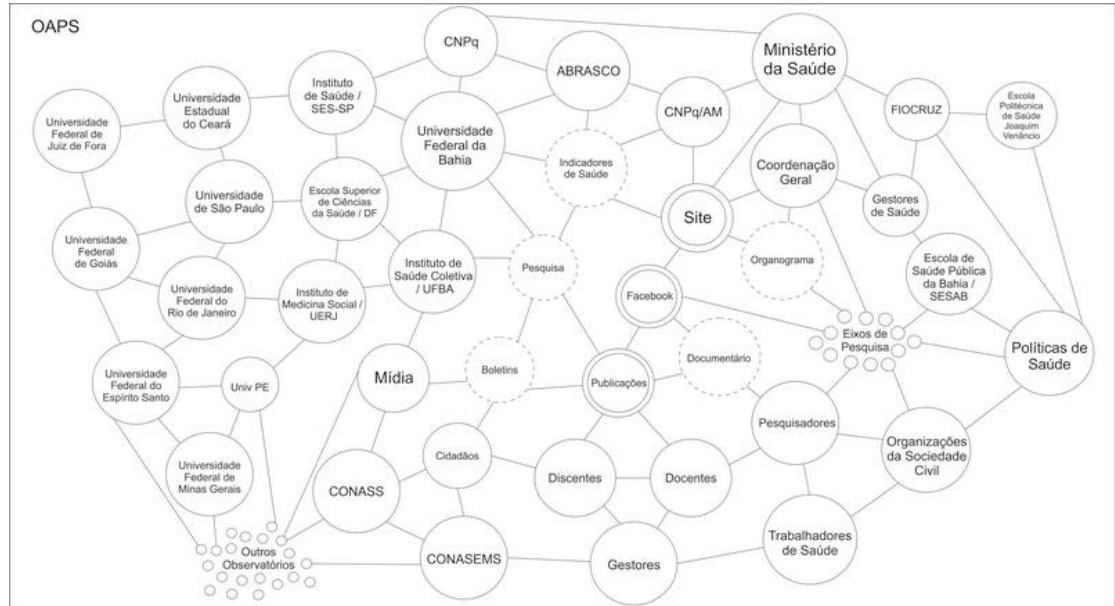 OAPS
CNPq
Ministério
da Saúde
ABRASCO
Instituto
de Saúde /
SES-SP
Universidade
Estadual
do Ceará
Universidade
Federal de
Juiz de Fora
CNPq/AM
FIOCRUZ
Escola
Politécnica
de Saúde
Joaquim
Venâncio
Universidade
Federal da
Bahia
Indicadores
de Saúde
Coordenação
Geral
Universidade
de São Paulo
Escola Superior
de Ciências
da Saúde / DF
Site
Gestores
de Saúde
Universidade
Federal
de Goiás
Instituto de
Saúde Coletiva
/ UFBA
Pesquisa
Organograma
Escola de
Saúde Pública
da Bahia /
SESAB
Universidade
Federal do
Rio de Janeiro
Instituto de
Medicina Social /
UERJ
Facebook
Eixos de
Pesquisa
Políticas de
Saúde
Universidade
Federal do
Espírito Santo
Univ PE
Mídia
Boletins
Publicações
Documentário
Pesquisadores
Organizações
da Sociedade
Civil
Universidade
Federal de
Minas Gerais
CONASS
Cidadãos
Discentes
Docentes
Outros
Observatórios
CONASEMS
Gestores
Trabalhadores
de Saúde